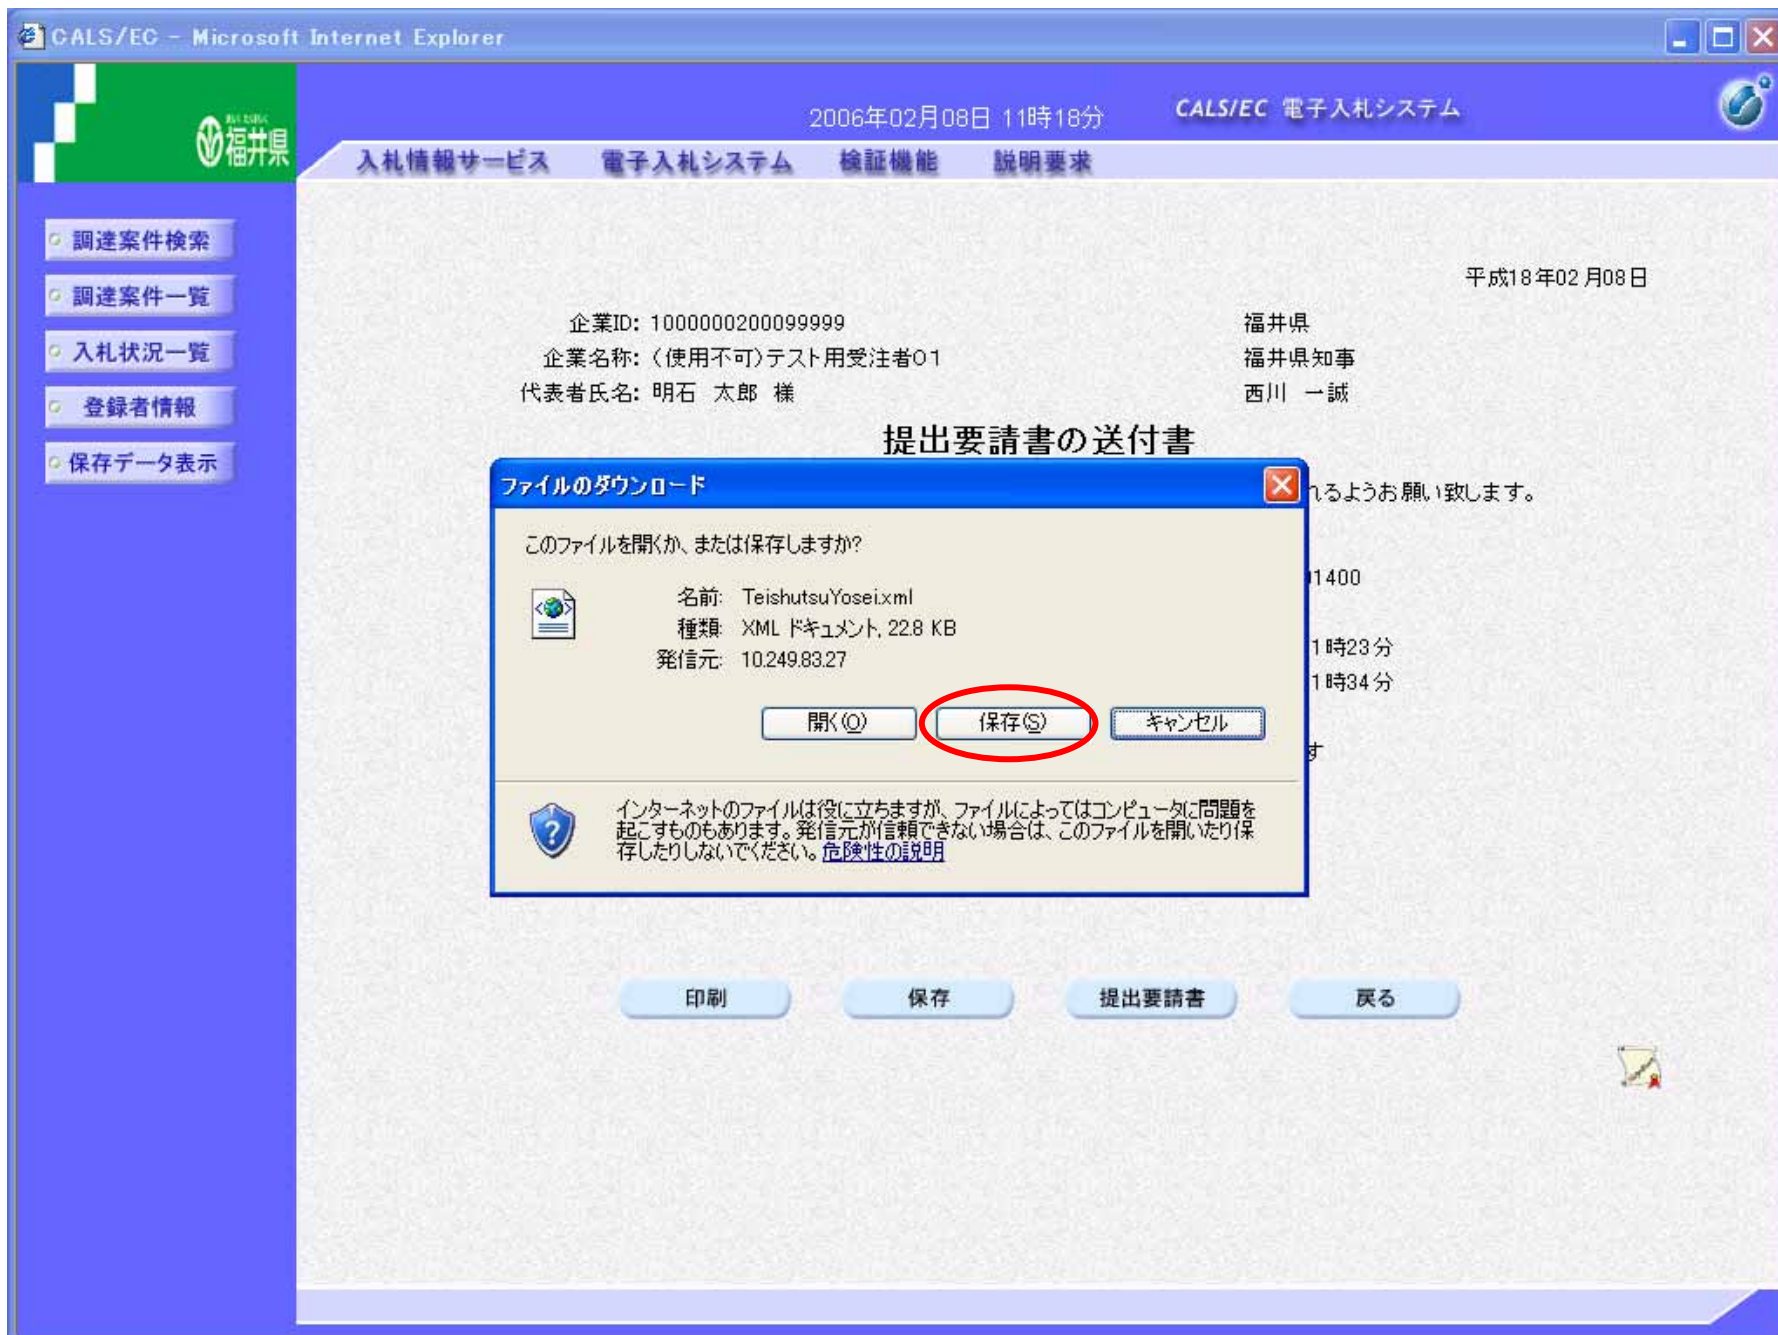 CALS/EC - Microsoft Internet Explorer
福井県
2006年02月08日 11時18分
CALS/EC 電子入札システム
入札情報サービス 電子入札システム 検証機能 説明要求
調達案件検索
調達案件一覧
入札状況一覧
登録者情報
保存データ表示
平成18年02月08日
企業ID: 1000000200099999
福井県
企業名称: (使用不可)テスト用受注者01
福井県知事
代表者氏名: 明石 太郎 様
西川 一誠
提出要請書の送付書
れるようお願い致します。
1400
1時23分
1時34分
す
ファイルのダウンロード
このファイルを開くか、または保存しますか?
名前: TeishutsuYosei.xml
種類: XML ドキュメント, 22.8 KB
発信元: 10.249.83.27
開く(O) 保存(S) キャンセル
インターネットのファイルは役に立ちますが、ファイルによってはコンピュータに問題を
起こすものもあります。発信元が信頼できない場合は、このファイルを開いたり保
存したりしないでください。危険性の説明
印刷 保存 提出要請書 戻る